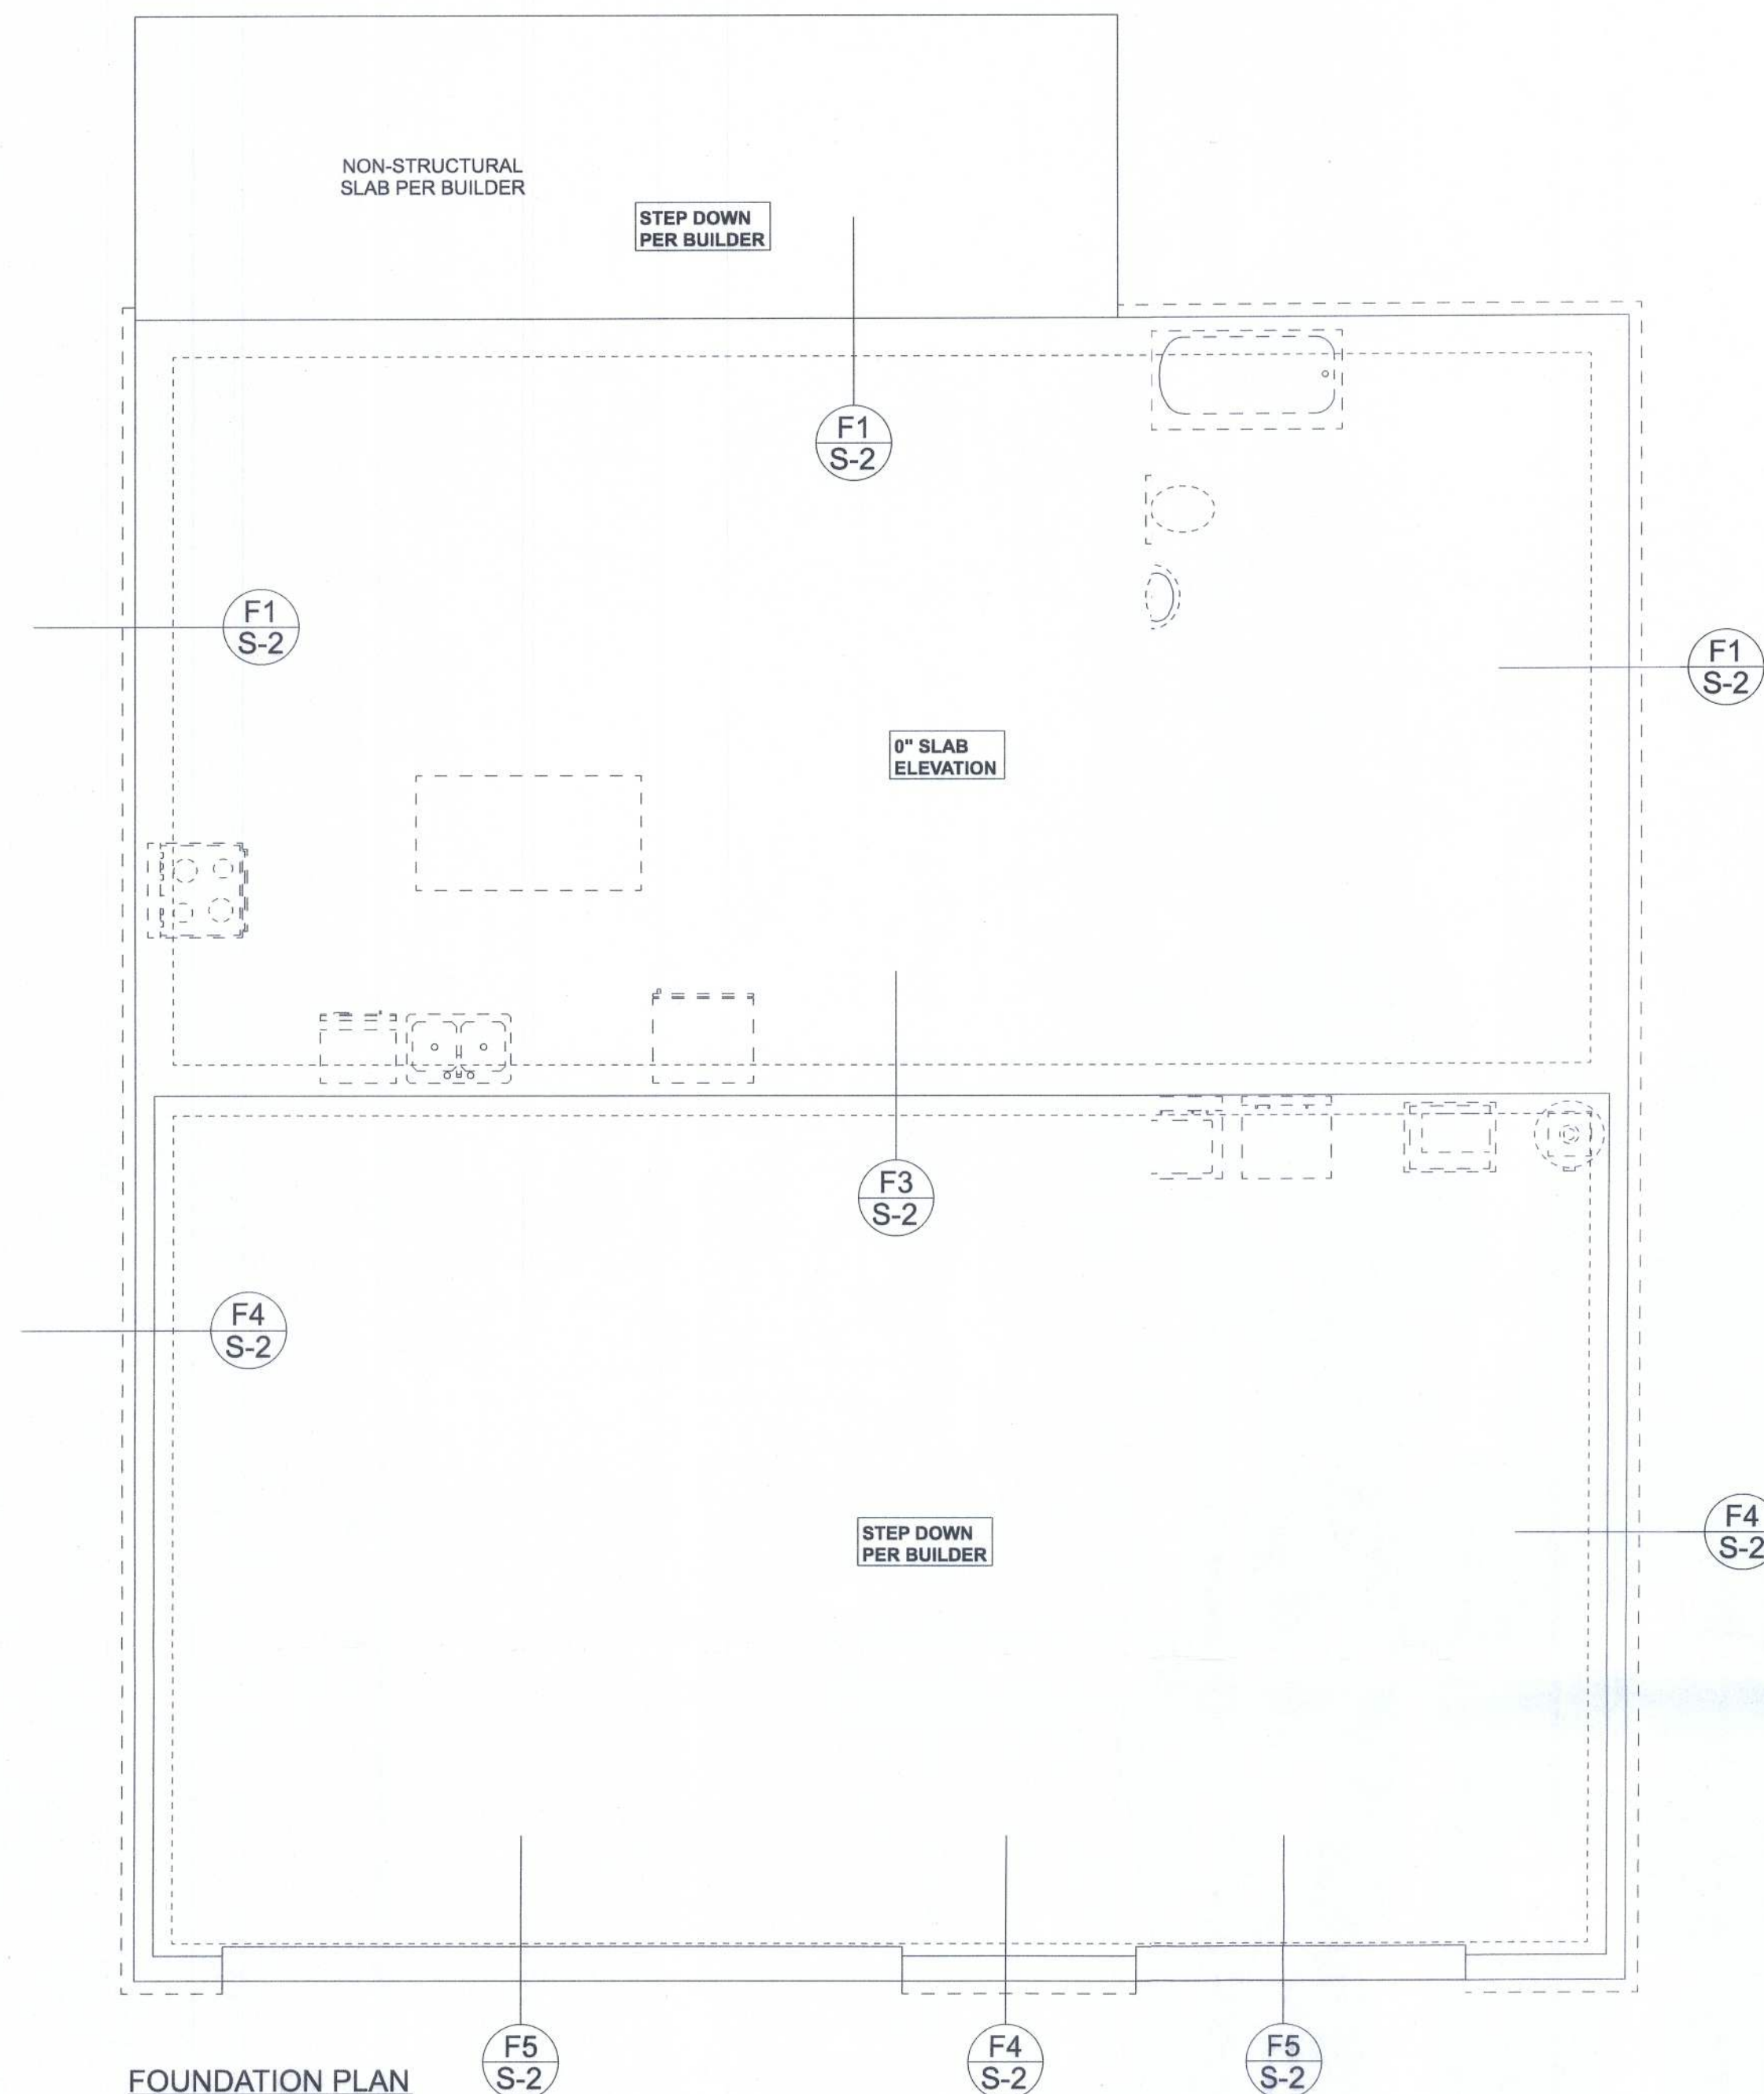 NON-STRUCTURAL
SLAB PER BUILDER
STEP DOWN
PER BUILDER
F1
S-2
F1
S-2
F1
S-2
0" SLAB
ELEVATION
F3
S-2
F4
S-2
F4
S-2
STEP DOWN
PER BUILDER
F5
S-2
F4
S-2
F5
S-2
FOUNDATION PLAN